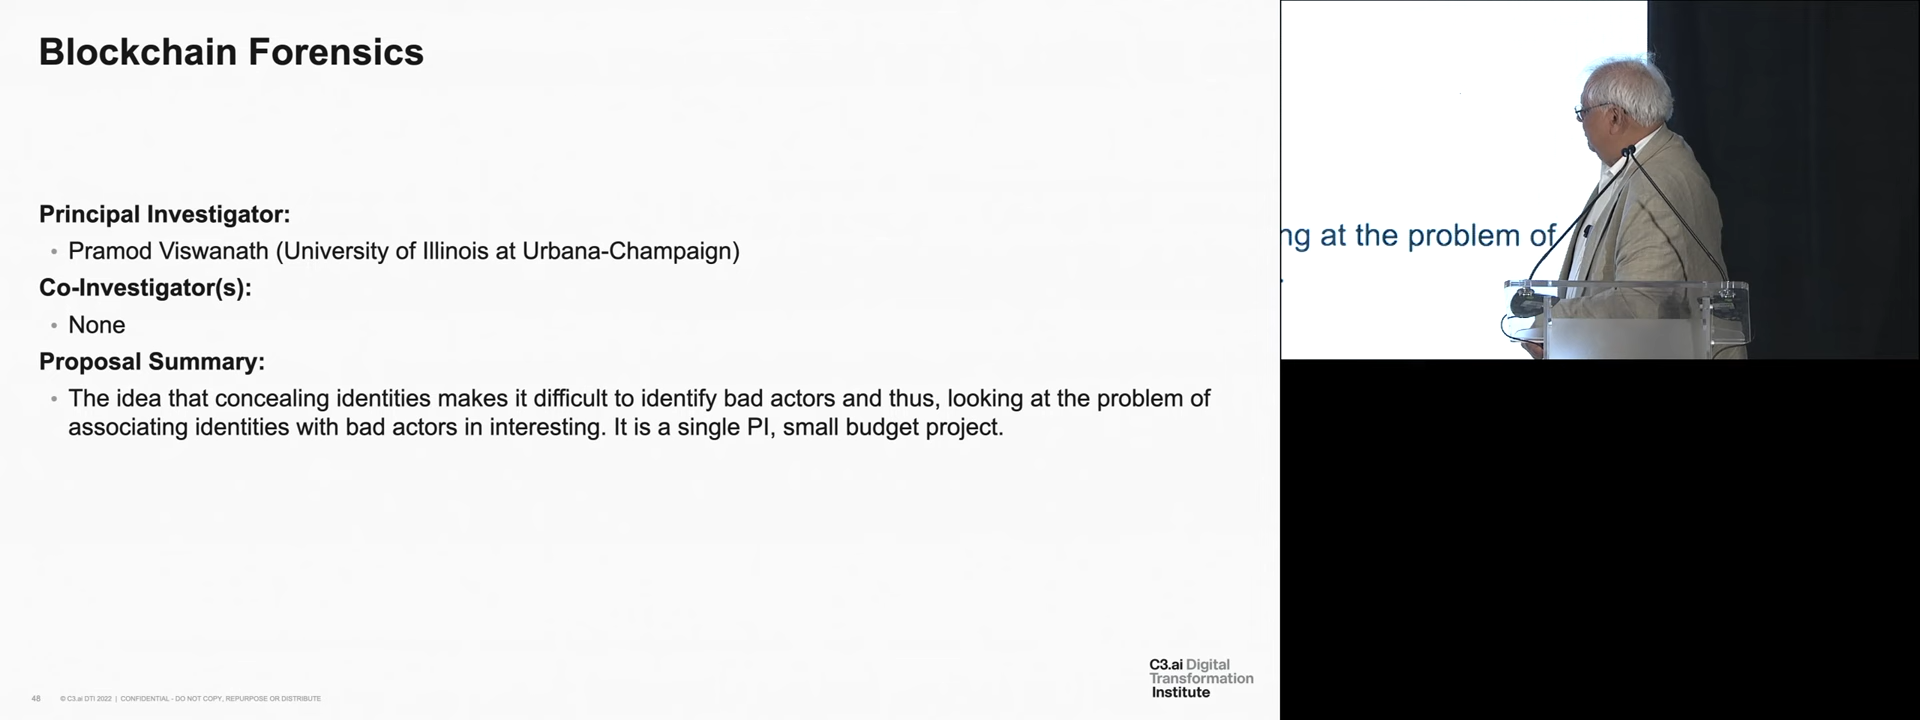 Blockchain Forensics
Principal Investigator:
• Pramod Viswanath (University of Illinois at Urbana-Champaign)
Co-Investigator(s):
• None
Proposal Summary:
• The idea that concealing identities makes it difficult to identify bad actors and thus, looking at the problem of
associating identities with bad actors in interesting. It is a single PI, small budget project.
C3.ai Digital
Transformation
Institute
48 © C3.ai DTI 2022 | CONFIDENTIAL - DO NOT COPY, REPURPOSE OR DISTRIBUTE
ng at the problem of